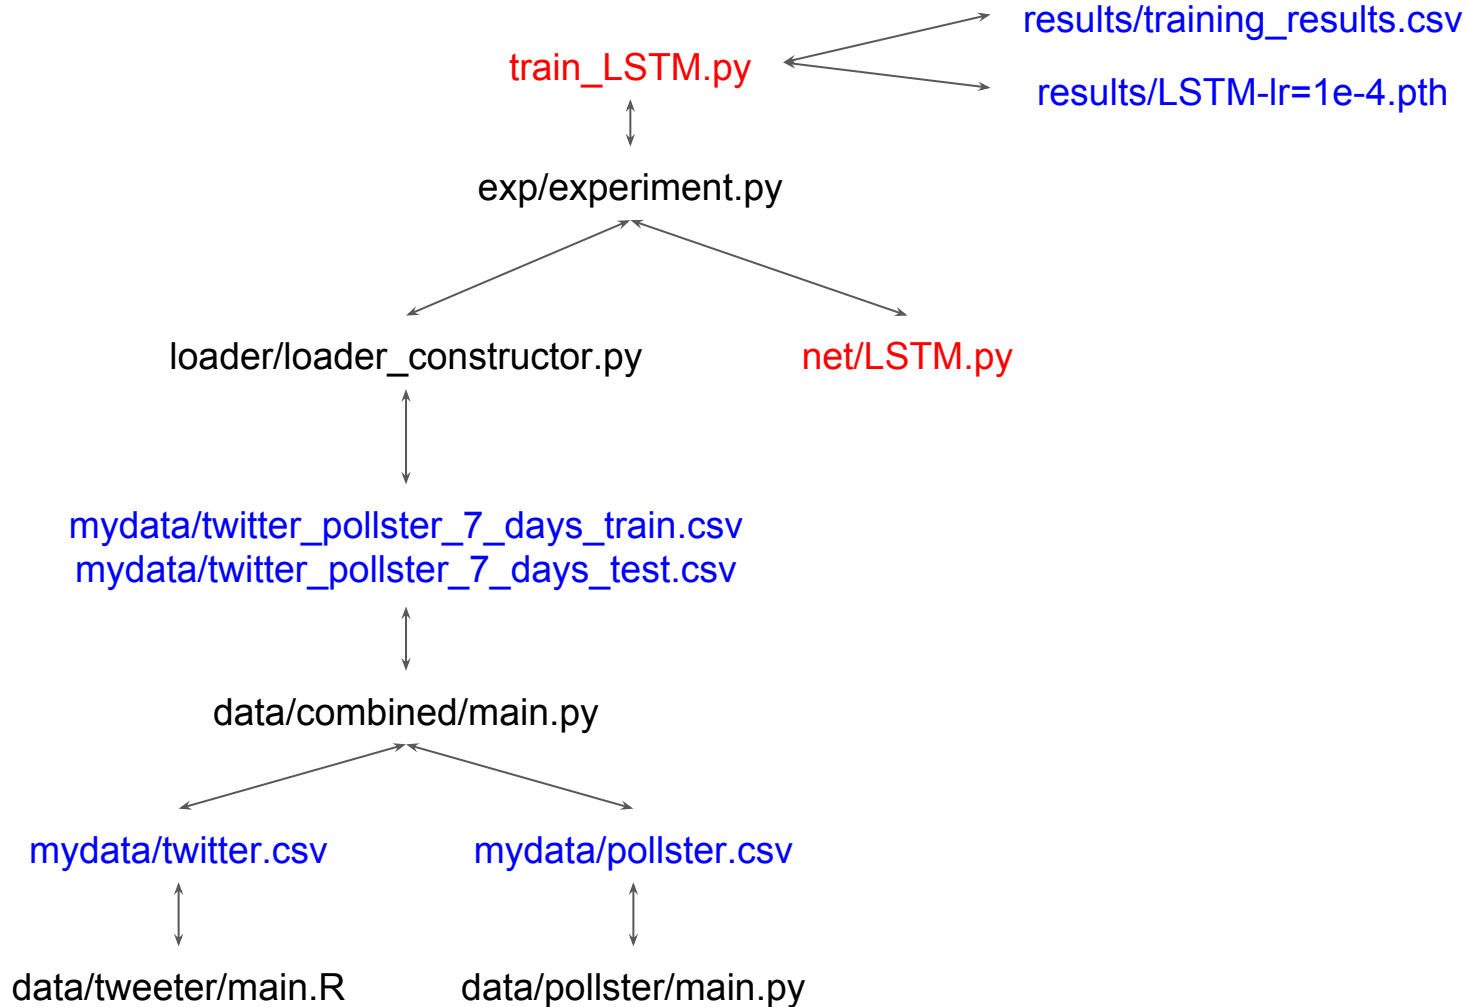 results/training_results.csv
train_LSTM.py
results/LSTM-lr=1e-4.pth
exp/experiment.py
loader/loader_constructor.py
net/LSTM.py
mydata/twitter_pollster_7_days_train.csv
mydata/twitter_pollster_7_days_test.csv
data/combined/main.py
mydata/twitter.csv
mydata/pollster.csv
data/tweeter/main.R
data/pollster/main.py